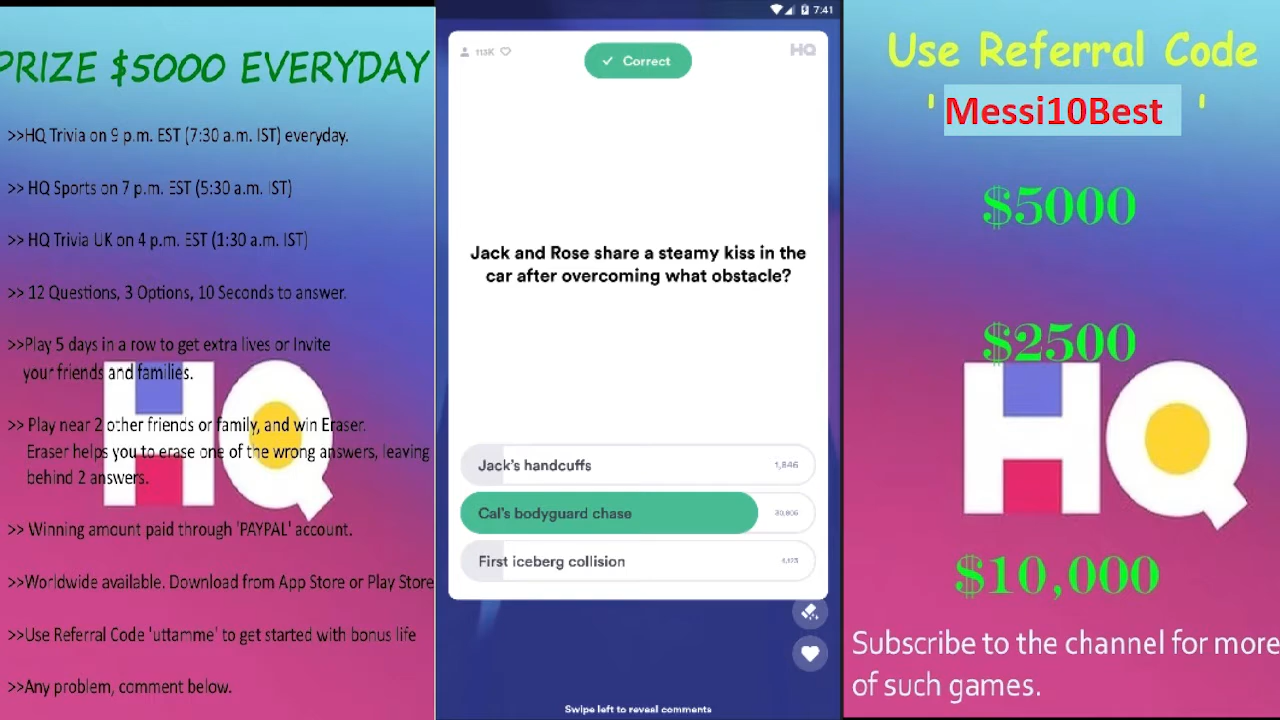 PRIZE $5000 EVERYDAY
>>HQ Trivia on 9 p.m. EST (7:30 a.m. IST) everyday.
>> HQ Sports on 7 p.m. EST (5:30 a.m. IST)
>> HQ Trivia UK on 4 p.m. EST (1:30 a.m. IST)
>> 12 Questions, 3 Options, 10 Seconds to answer.
>>Play 5 days in a row to get extra lives or Invite
your friends and families.
>> Play near 2 other friends or family, and win Eraser.
Eraser helps you to erase one of the wrong answers, leaving
behind 2 answers.
>> Winning amount paid through 'PAYPAL' account.
>>Worldwide available. Download from App Store or Play Store
>>Use Referral Code 'uttamme' to get started with bonus life
>>Any problem, comment below.
HQ
7:41
113K
Correct
HQ
Jack and Rose share a steamy kiss in the
car after overcoming what obstacle?
Jack's handcuffs 1,846
Cal's bodyguard chase 30,806
First iceberg collision
Swipe left to reveal comments
Use Referral Code
' Messi10Best '
$5000
$2500
HQ
$10,000
Subscribe to the channel for more
of such games.